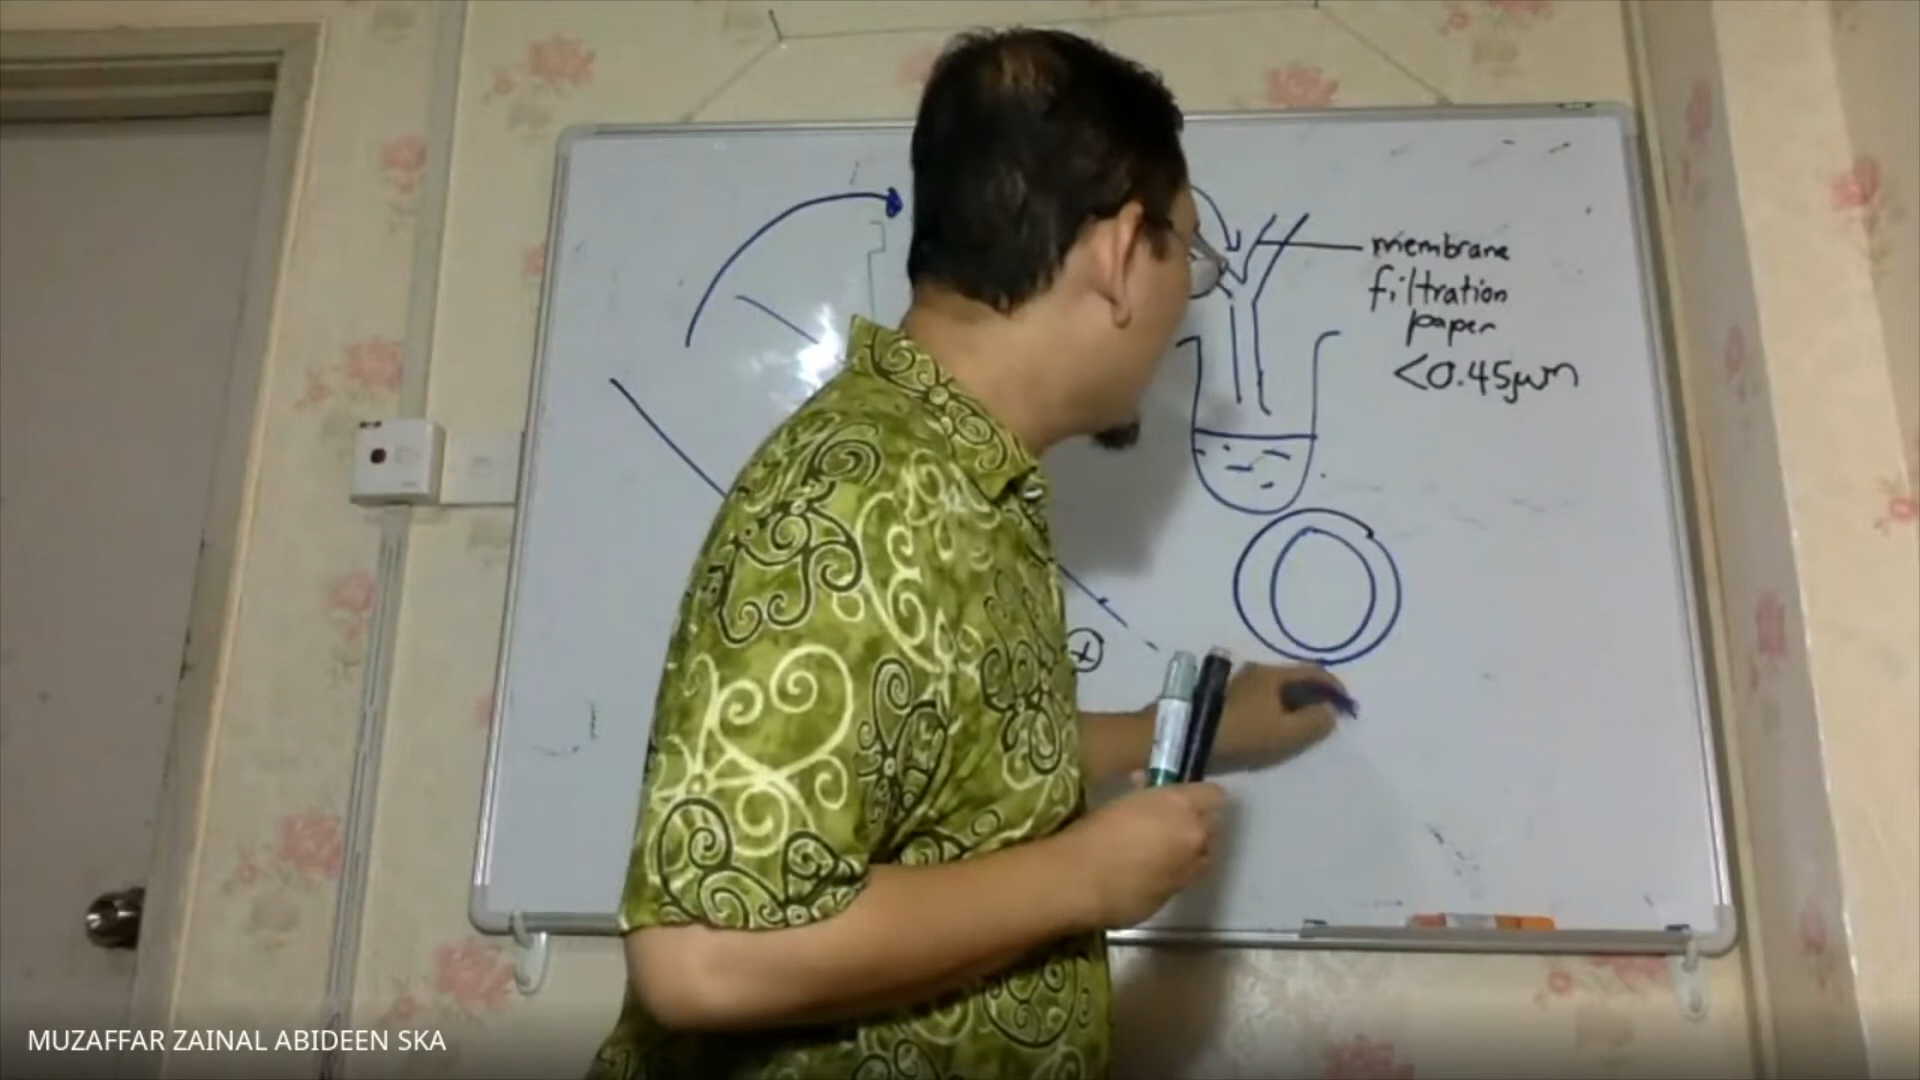 membrane
filtration
paper
<0.45μm
+
MUZAFFAR ZAINAL ABIDEEN SKA